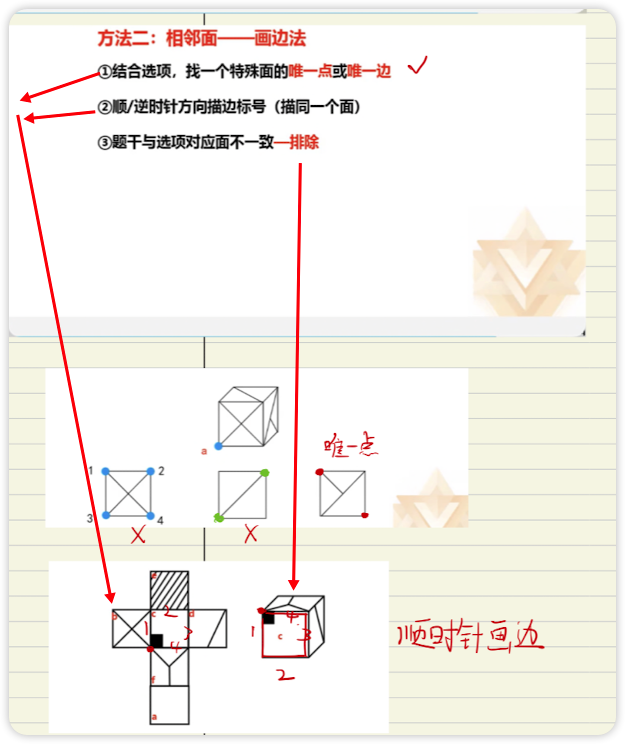 方法二：相邻面——画边法
①结合选项，找一个特殊面的唯一点或唯一边
②顺/逆时针方向描边标号（描同一个面）
③题干与选项对应面不一致—排除
a
唯一点
1 2
3 4
X X
e
b c 2 d
1 3
4
f
a
1 4 3
c
2
顺时针画边